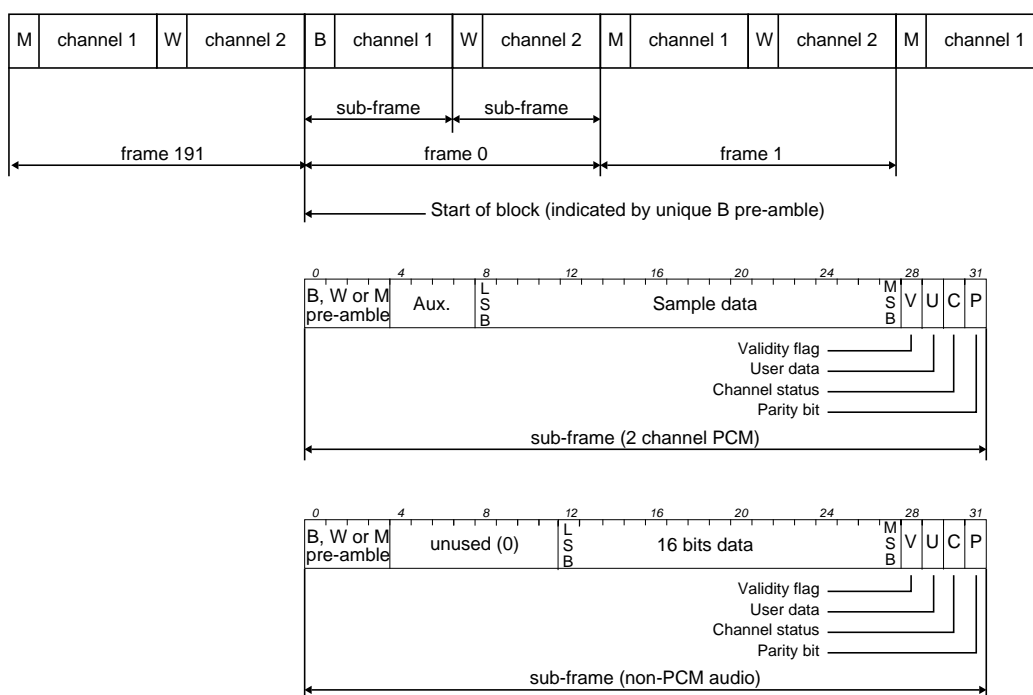 M channel 1 W channel 2 B channel 1 W channel 2 M channel 1 W channel 2 M channel 1
sub-frame sub-frame
frame 191 frame 0 frame 1
Start of block (indicated by unique B pre-amble)
0 4 8 12 16 20 24 28 31
B, W or M
pre-amble
Aux.
LSB
Sample data
MSB
V U C P
Validity flag
User data
Channel status
Parity bit
sub-frame (2 channel PCM)
0 4 8 12 16 20 24 28 31
B, W or M
pre-amble
unused (0)
LSB
16 bits data
MSB
V U C P
Validity flag
User data
Channel status
Parity bit
sub-frame (non-PCM audio)